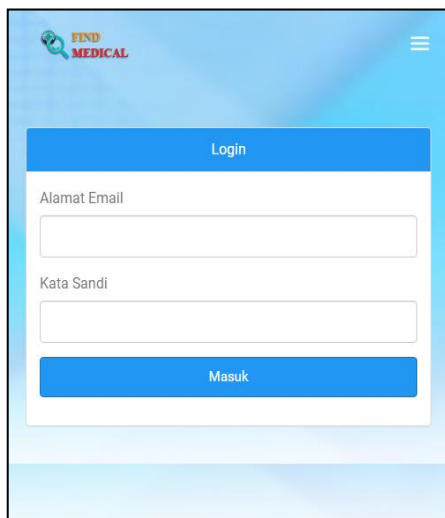 FIND
MEDICAL
Login
Alamat Email
Kata Sandi
Masuk